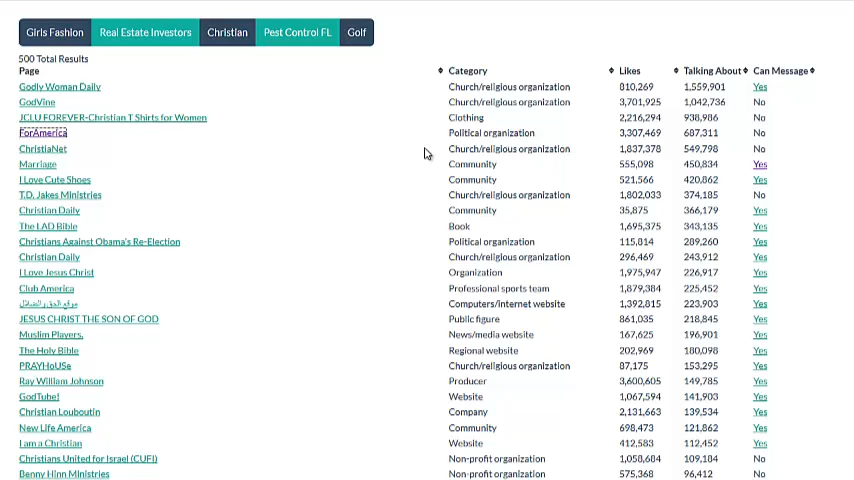 Girls Fashion Real Estate Investors Christian Pest Control FL Golf
500 Total Results
Page Category Likes Talking About Can Message
Godly Woman Daily Church/religious organization 810,269 1,559,901 Yes
GodVine Church/religious organization 3,701,925 1,042,736 No
JCLU FOREVER-Christian T Shirts for Women Clothing 2,216,294 938,986 No
ForAmerica Political organization 3,307,469 687,311 No
ChristiaNet Church/religious organization 1,837,378 549,798 No
Marriage Community 555,098 450,834 Yes
I Love Cute Shoes Community 521,566 420,862 Yes
T.D. Jakes Ministries Church/religious organization 1,802,033 374,185 No
Christian Daily Community 35,875 366,179 Yes
The LAD Bible Book 1,695,375 343,135 Yes
Christians Against Obama's Re-Election Political organization 115,814 289,260 Yes
Christian Daily Church/religious organization 296,469 243,912 Yes
I Love Jesus Christ Organization 1,975,947 226,917 Yes
Club America Professional sports team 1,879,384 225,452 Yes
موقع الحق والضلال Computers/internet website 1,392,815 223,903 Yes
JESUS CHRIST THE SON OF GOD Public figure 861,035 218,845 Yes
Muslim Players. News/media website 167,625 196,901 Yes
The Holy Bible Regional website 202,969 180,098 Yes
PRAYHoUSe Church/religious organization 87,175 153,295 Yes
Ray William Johnson Producer 3,600,605 149,785 Yes
GodTube! Website 1,067,594 141,903 Yes
Christian Louboutin Company 2,131,663 139,534 Yes
New Life America Community 698,473 121,862 Yes
I am a Christian Website 412,583 112,452 Yes
Christians United for Israel (CUFI) Non-profit organization 1,058,684 109,184 No
Benny Hinn Ministries Non-profit organization 575,368 96,412 No